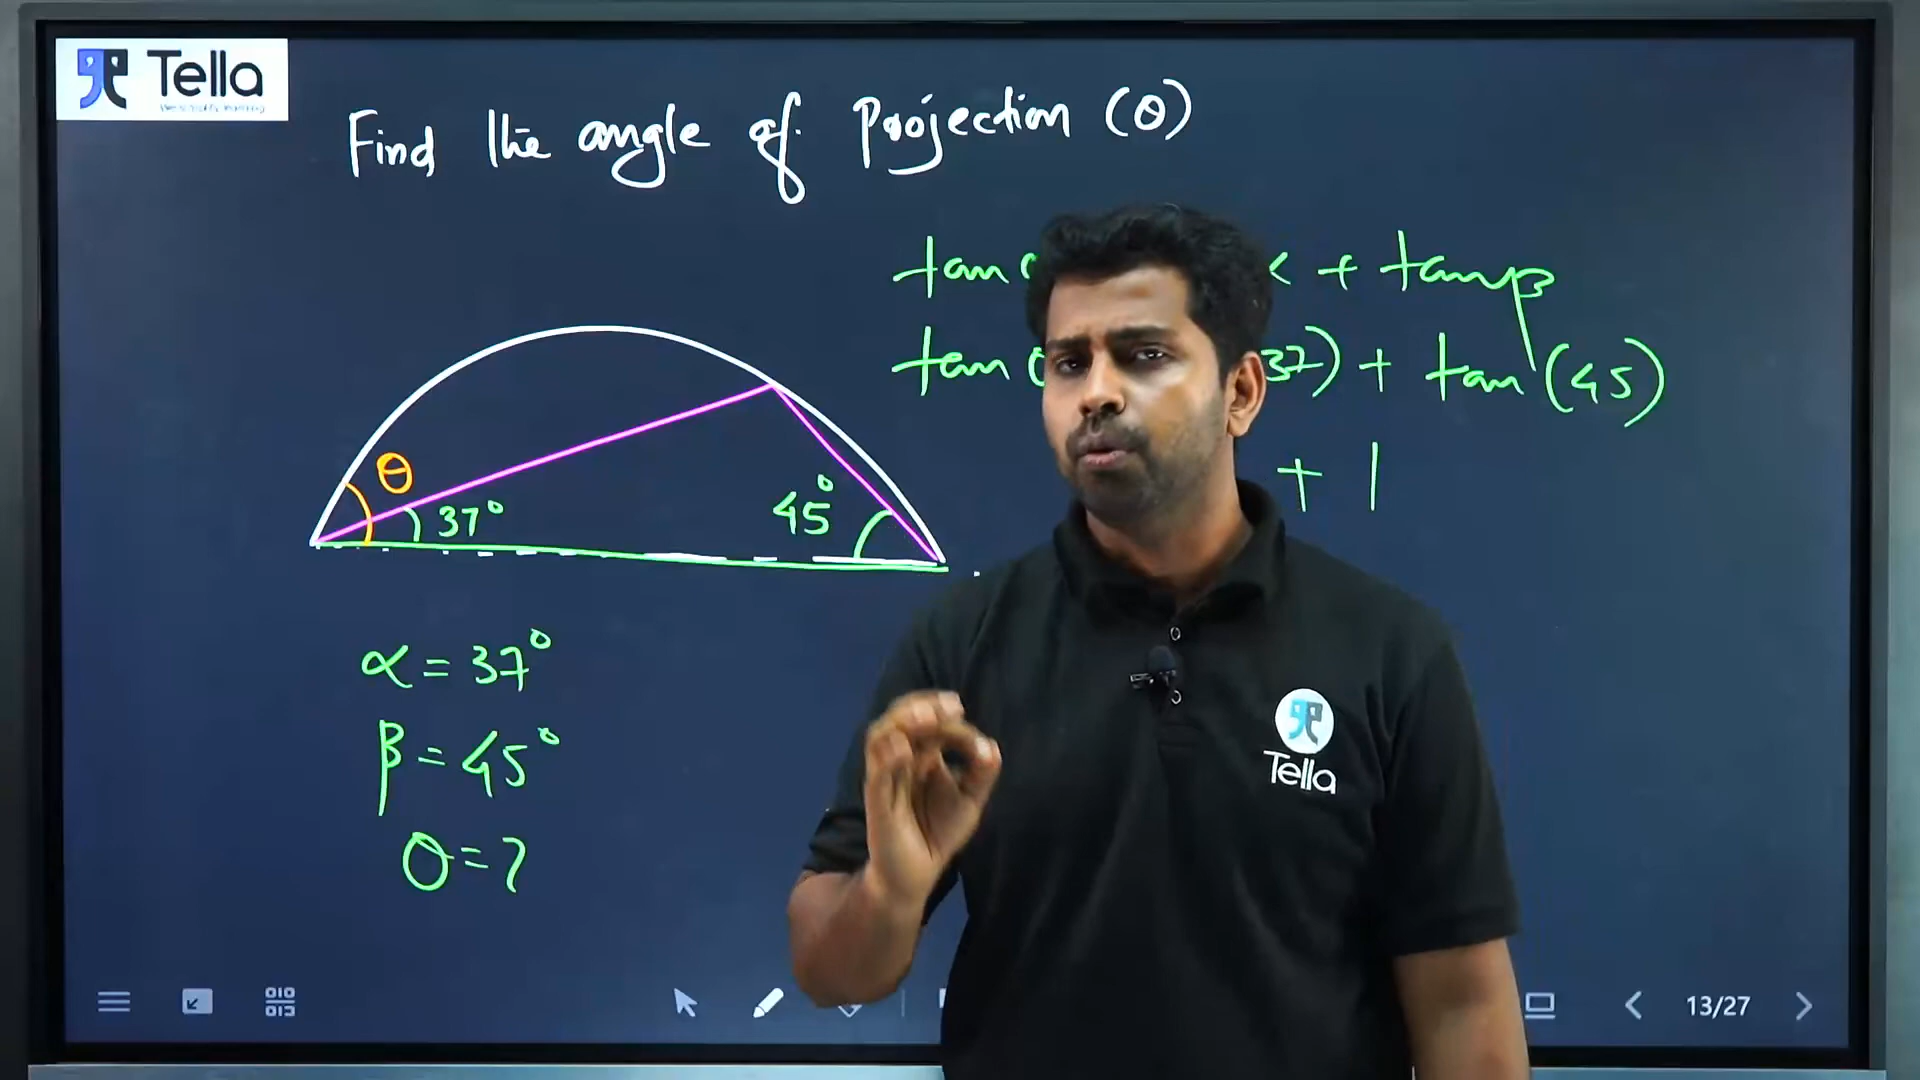 Tella
Find the angle of Projection (θ)
tan + tanβ
tan 37) + tan (45)
+ 1
θ
37°
45°
α = 37°
β = 45°
θ = ?
Tella
13/27